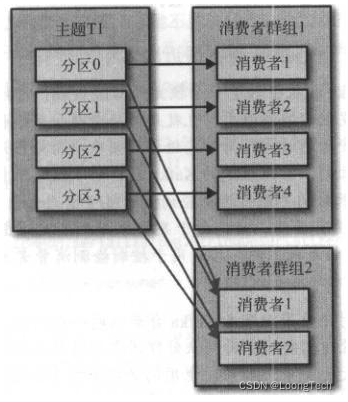 主题T1
分区0
分区1
分区2
分区3
消费者群组1
消费者1
消费者2
消费者3
消费者4
消费者群组2
消费者1
消费者2
CSDN @LoongTech